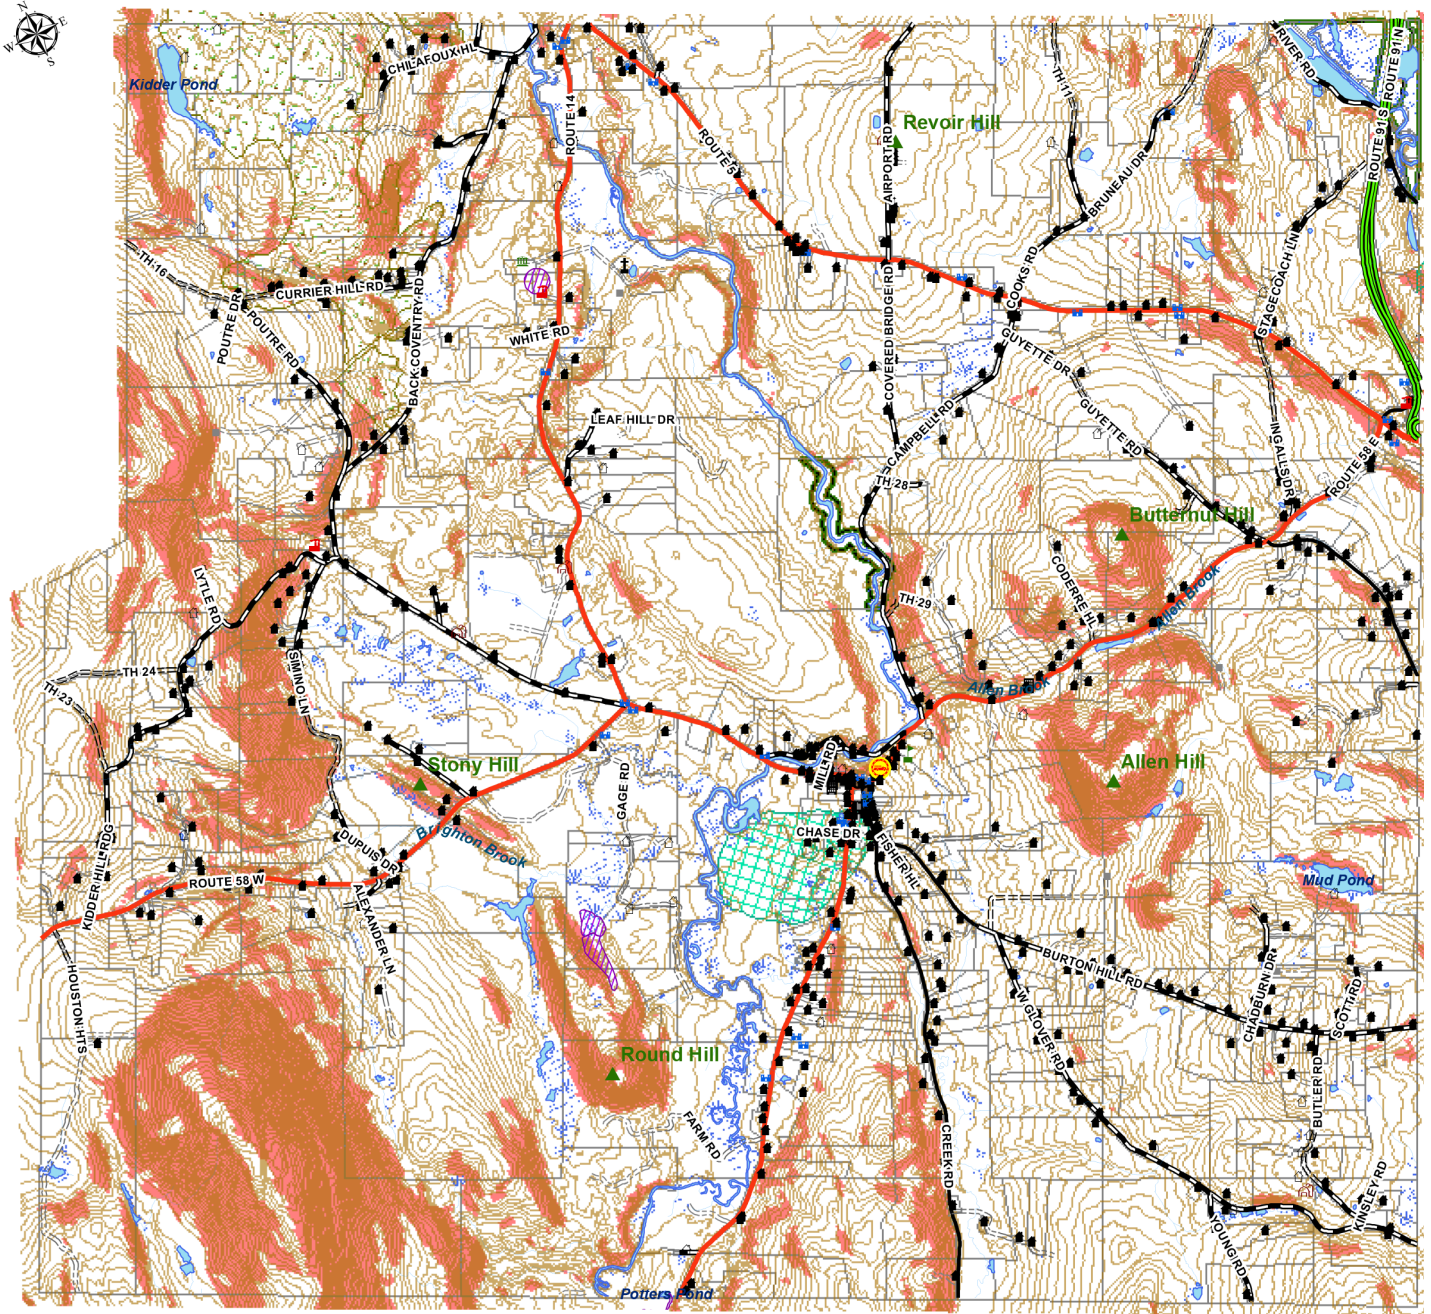 N
E
W
S
CHILAFOUX HL
RIVER RD
ROUTE 91 N
Kidder Pond
TH 11
ROUTE 14
ROUTE 5
Revoir Hill
AIRPORT RD
ROUTE 91 S
BRUNEAU DR
TH 16
CURRIER HILL RD
BACK COVENTRY RD
COOKS RD
STAGECOACH LN
POUTRE DR
POUTRE RD
WHITE RD
COVERED BRIDGE RD
GUYETTE DR
LEAF HILL DR
CAMPBELL RD
GUYETTE RD
INGALLS DR
ROUTE 58 E
TH 28
Butternut Hill
LYTLE RD
CODERRE HL
TH 29
Allen Brook
SIMINO LN
TH 24
TH 23
Allen Brook
Stony Hill
MILL RD
Allen Hill
GAGE RD
Brighton Brook
CHASE DR
DUPUIS DR
FISHER HL
KIDDER HILL RDG
ROUTE 58 W
Mud Pond
ALEXANDER LN
HOUSTON HTS
BURTON HILL RD
CHADBURN DR
SCOTT RD
W GLOVER RD
Round Hill
BUTLER RD
FARM RD
CREEK RD
KINSLEY RD
YOUNG RD
Potters Pond